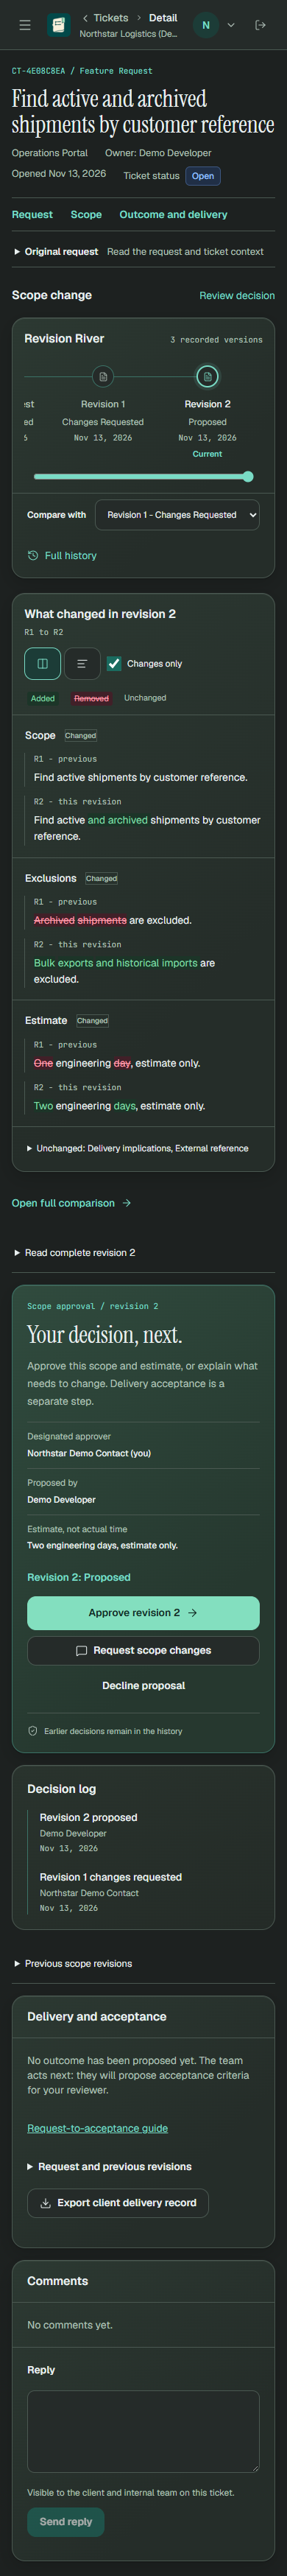 Tickets > Detail
Northstar Logistics (De...
N
CT-4E08C8EA / Feature Request
Find active and archived
shipments by customer reference
Operations Portal Owner: Demo Developer
Opened Nov 13, 2026 Ticket status Open
Request Scope Outcome and delivery
Original request Read the request and ticket context
Scope change Review decision
Revision River 3 recorded versions
est Revision 1 Revision 2
ed Changes Requested Proposed
6 Nov 13, 2026 Nov 13, 2026
Current
Compare with Revision 1 - Changes Requested
Full history
What changed in revision 2
R1 to R2
Changes only
Added Removed Unchanged
Scope Changed
R1 - previous
Find active shipments by customer reference.
R2 - this revision
Find active and archived shipments by customer
reference.
Exclusions Changed
R1 - previous
Archived shipments are excluded.
R2 - this revision
Bulk exports and historical imports are
excluded.
Estimate Changed
R1 - previous
One engineering day, estimate only.
R2 - this revision
Two engineering days, estimate only.
Unchanged: Delivery implications, External reference
Open full comparison
Read complete revision 2
Scope approval / revision 2
Your decision, next.
Approve this scope and estimate, or explain what
needs to change. Delivery acceptance is a
separate step.
Designated approver
Northstar Demo Contact (you)
Proposed by
Demo Developer
Estimate, not actual time
Two engineering days, estimate only.
Revision 2: Proposed
Approve revision 2
Request scope changes
Decline proposal
Earlier decisions remain in the history
Decision log
Revision 2 proposed
Demo Developer
Nov 13, 2026
Revision 1 changes requested
Northstar Demo Contact
Nov 13, 2026
Previous scope revisions
Delivery and acceptance
No outcome has been proposed yet. The team
acts next: they will propose acceptance criteria
for your reviewer.
Request-to-acceptance guide
Request and previous revisions
Export client delivery record
Comments
No comments yet.
Reply
Visible to the client and internal team on this ticket.
Send reply